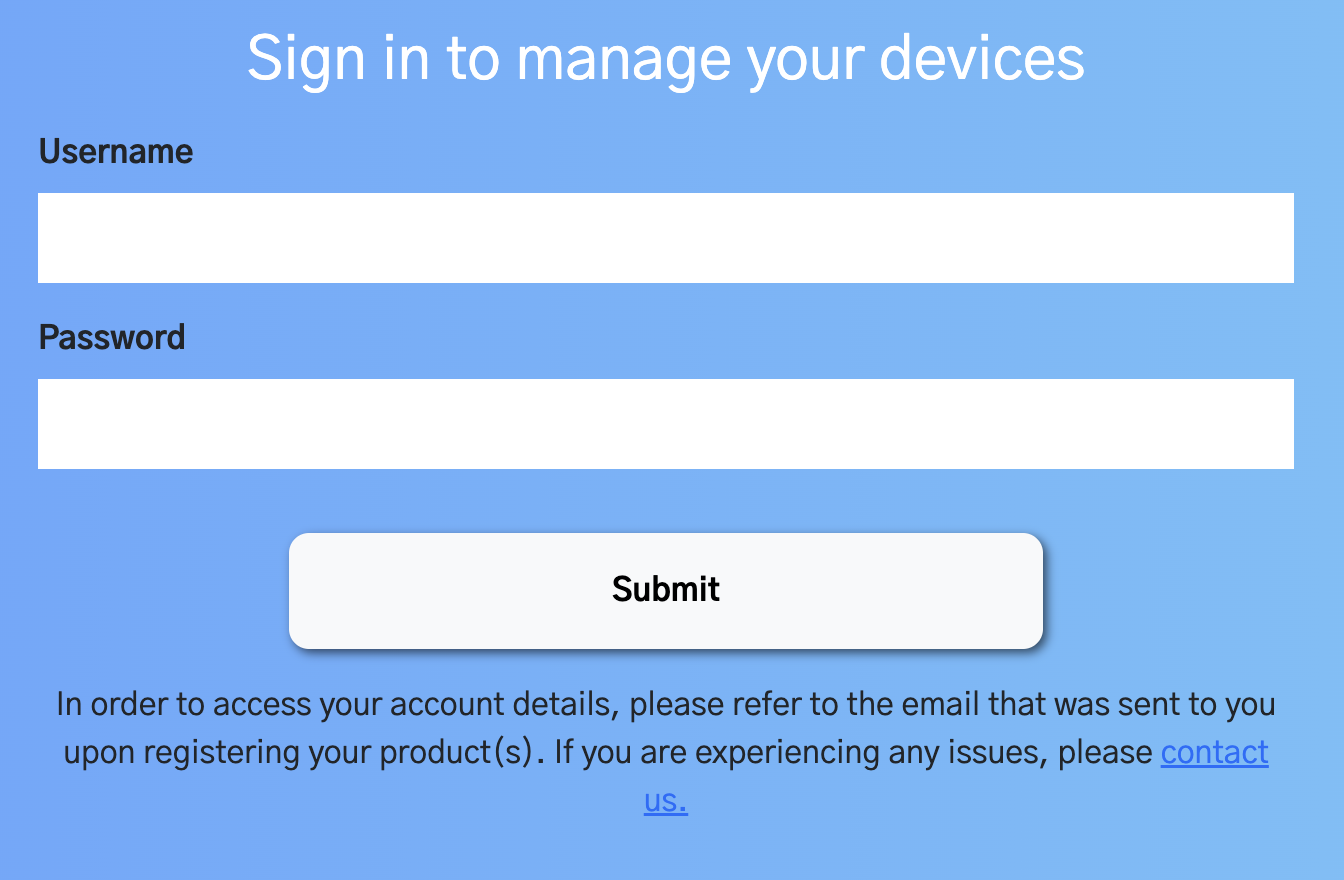 Sign in to manage your devices
Username
Password
Submit
In order to access your account details, please refer to the email that was sent to you
upon registering your product(s). If you are experiencing any issues, please contact
us.